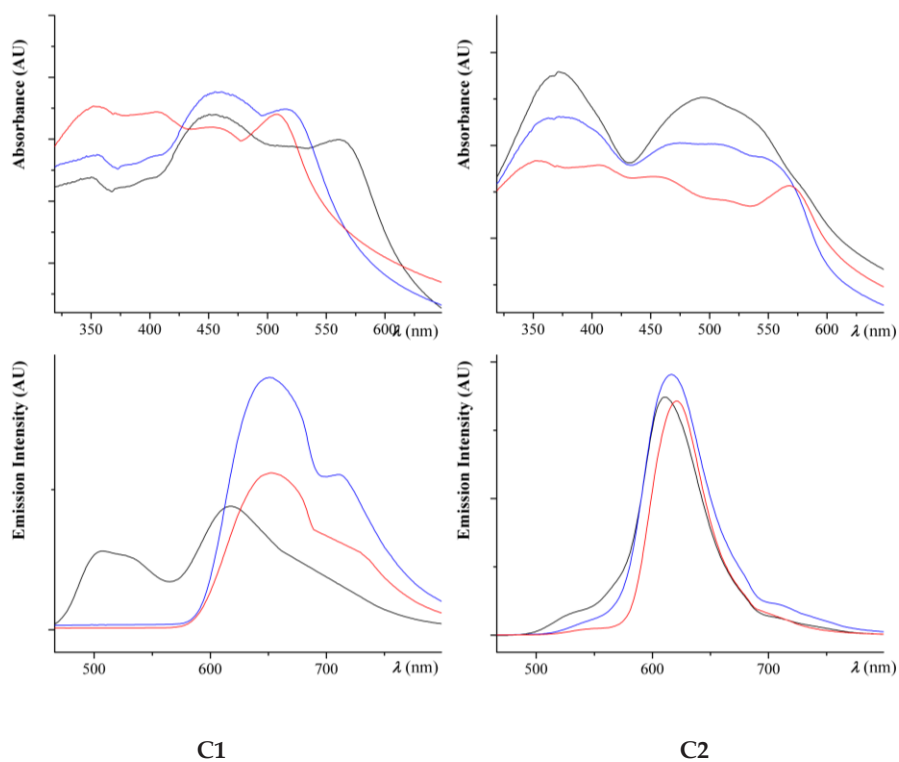 Absorbance (AU)
350 400 450 500 550 600 λ (nm)
Absorbance (AU)
350 400 450 500 550 600 λ (nm)
Emission Intensity (AU)
500 600 700 λ (nm)
Emission Intensity (AU)
500 600 700 λ (nm)
C1 C2